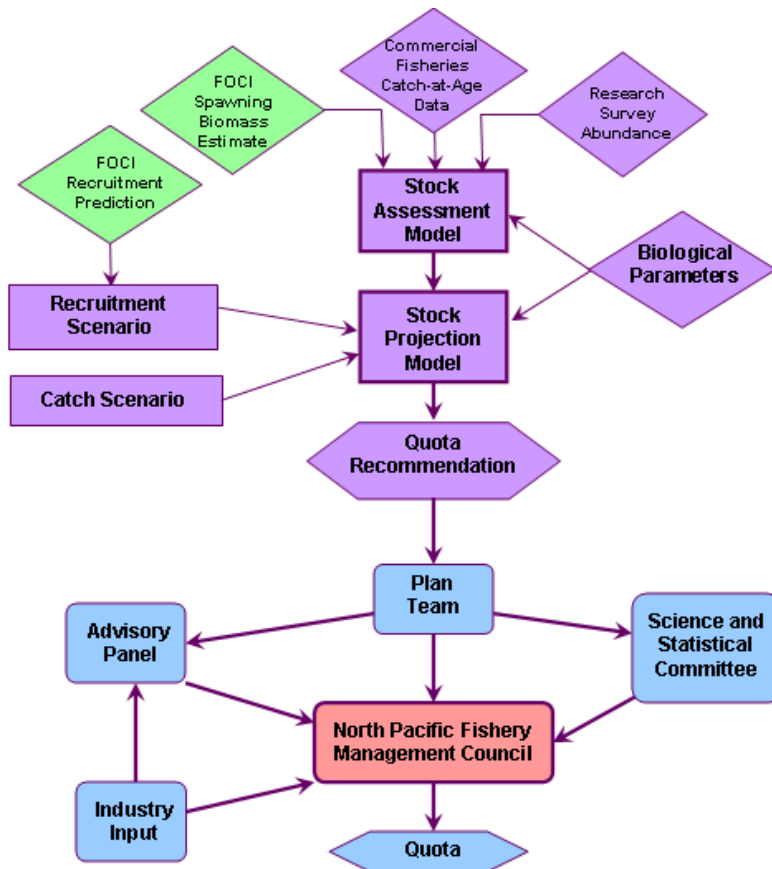 Commercial
Fisheries
Catch-at-Age
Data
FOCI
Spawning
Biomass
Estimate
Research
Survey
Abundance
FOCI
Recruitment
Prediction
Stock
Assessment
Model
Biological
Parameters
Recruitment
Scenario
Stock
Projection
Model
Catch Scenario
Quota
Recommendation
Plan
Team
Advisory
Panel
Science and
Statistical
Committee
North Pacific Fishery
Management Council
Industry
Input
Quota